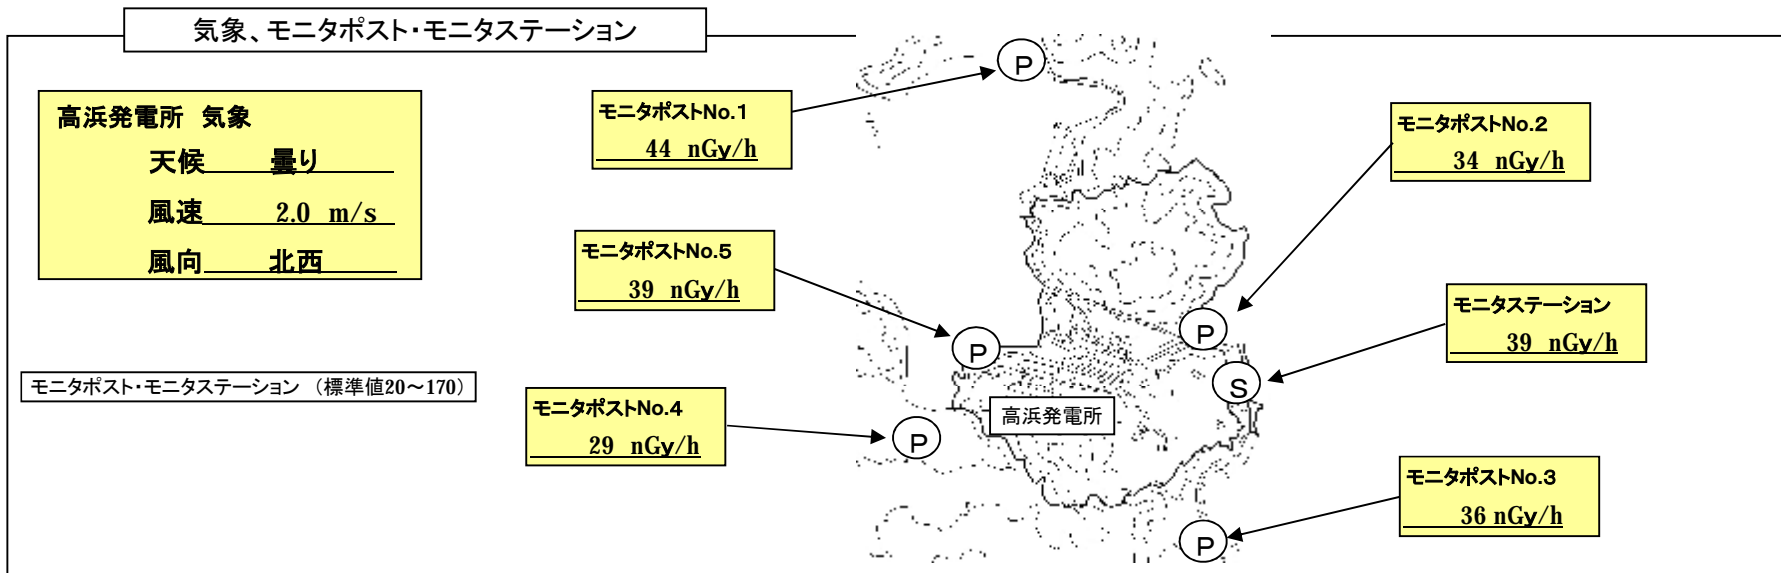 気象、モニタポスト・モニタステーション
高浜発電所 気象
天候 曇り
風速 2.0 m/s
風向 北西
モニタポスト・モニタステーション （標準値20～170）
モニタポストNo.1
44 nGy/h
モニタポストNo.2
34 nGy/h
モニタポストNo.5
39 nGy/h
モニタステーション
39 nGy/h
モニタポストNo.4
29 nGy/h
モニタポストNo.3
36 nGy/h
高浜発電所
P
P
P
S
P
P